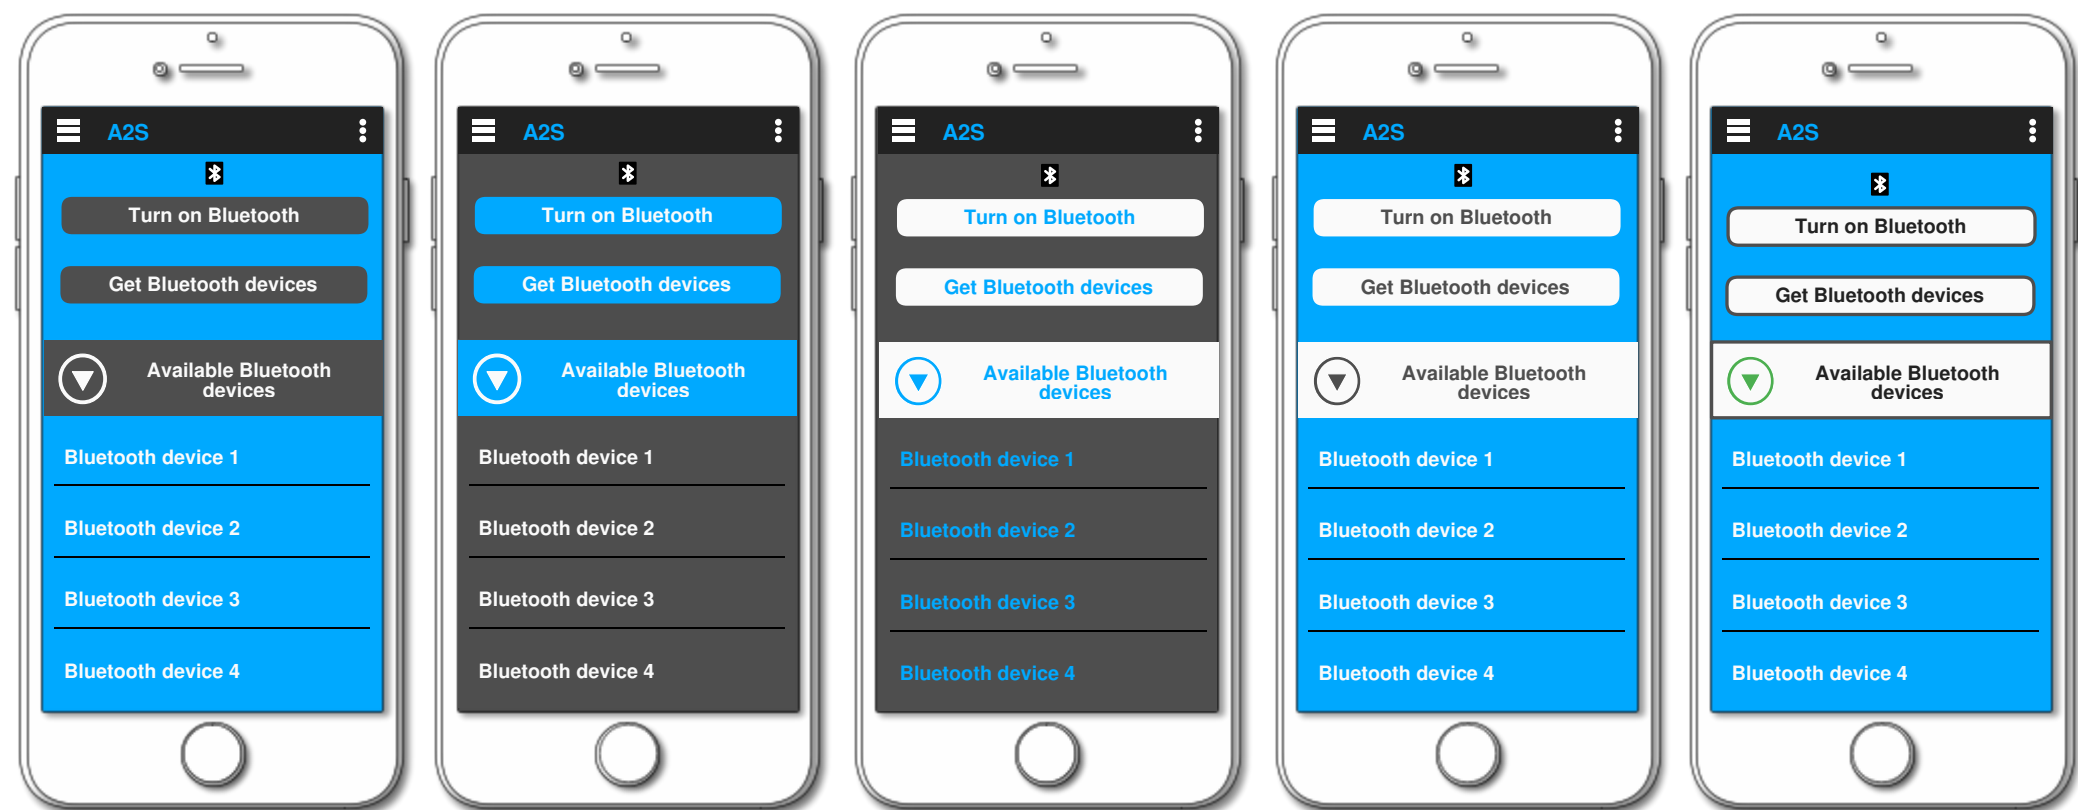 A2S
Turn on Bluetooth
Get Bluetooth devices
Available Bluetooth
devices
Bluetooth device 1
Bluetooth device 2
Bluetooth device 3
Bluetooth device 4
A2S
Turn on Bluetooth
Get Bluetooth devices
Available Bluetooth
devices
Bluetooth device 1
Bluetooth device 2
Bluetooth device 3
Bluetooth device 4
A2S
Turn on Bluetooth
Get Bluetooth devices
Available Bluetooth
devices
Bluetooth device 1
Bluetooth device 2
Bluetooth device 3
Bluetooth device 4
A2S
Turn on Bluetooth
Get Bluetooth devices
Available Bluetooth
devices
Bluetooth device 1
Bluetooth device 2
Bluetooth device 3
Bluetooth device 4
A2S
Turn on Bluetooth
Get Bluetooth devices
Available Bluetooth
devices
Bluetooth device 1
Bluetooth device 2
Bluetooth device 3
Bluetooth device 4